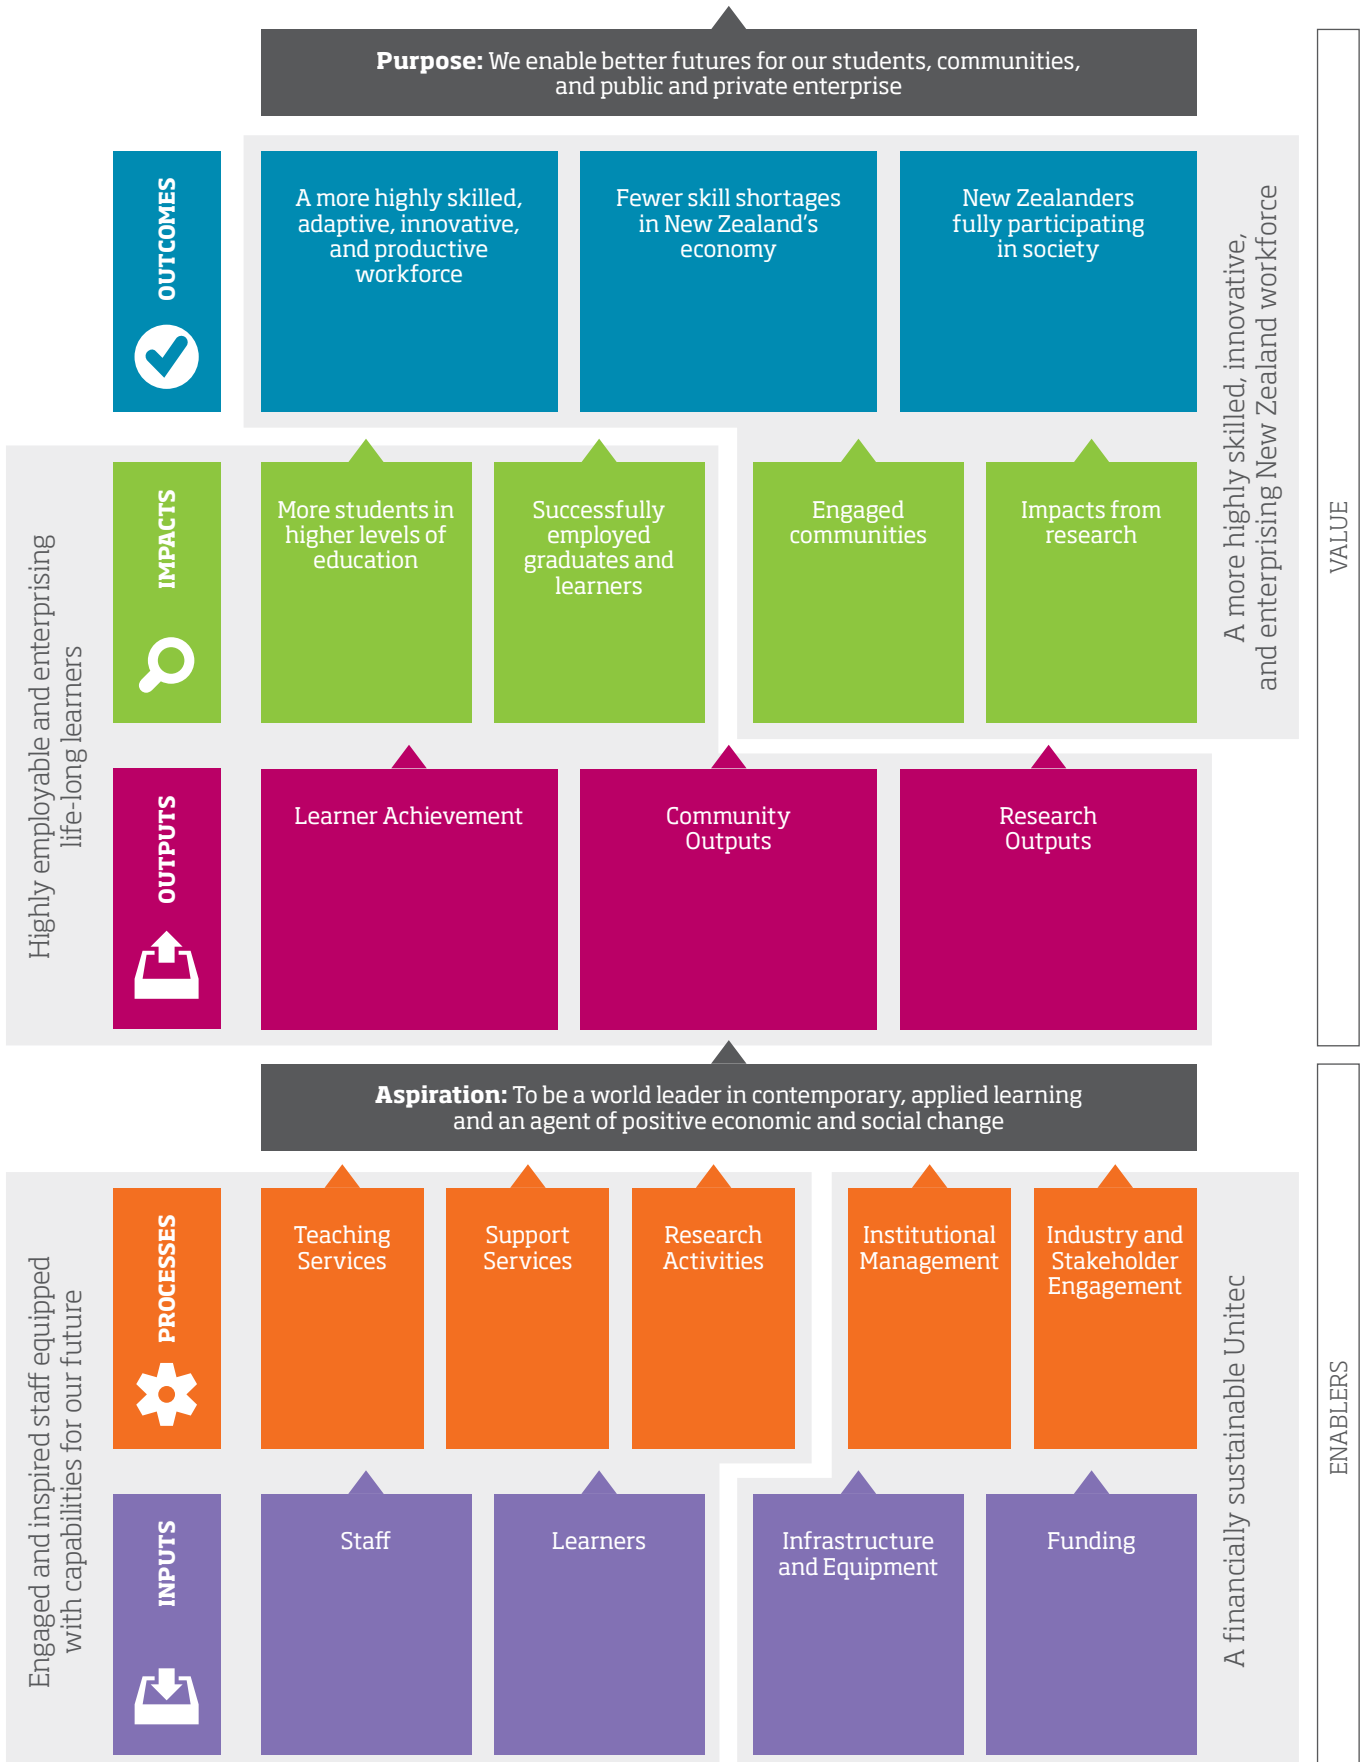 Purpose: We enable better futures for our students, communities,
and public and private enterprise
OUTCOMES
A more highly skilled,
adaptive, innovative,
and productive
workforce
Fewer skill shortages
in New Zealand's
economy
New Zealanders
fully participating
in society
A more highly skilled, innovative,
and enterprising New Zealand workforce
VALUE
Highly employable and enterprising
life-long learners
IMPACTS
More students in
higher levels of
education
Successfully
employed
graduates and
learners
Engaged
communities
Impacts from
research
OUTPUTS
Learner Achievement
Community
Outputs
Research
Outputs
Aspiration: To be a world leader in contemporary, applied learning
and an agent of positive economic and social change
Engaged and inspired staff equipped
with capabilities for our future
PROCESSES
Teaching
Services
Support
Services
Research
Activities
Institutional
Management
Industry and
Stakeholder
Engagement
A financially sustainable Unitec
ENABLERS
INPUTS
Staff
Learners
Infrastructure
and Equipment
Funding